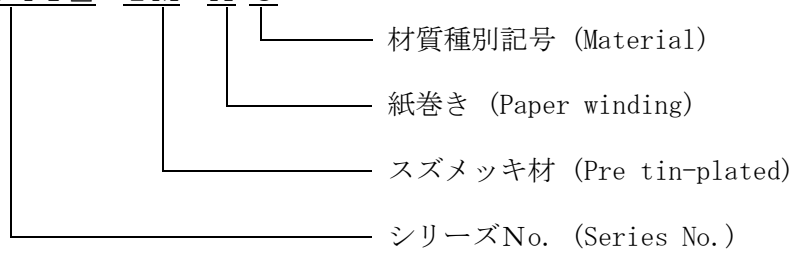 材質種別記号 (Material)
紙巻き (Paper winding)
スズメッキ材 (Pre tin-plated)
シリーズNo. (Series No.)